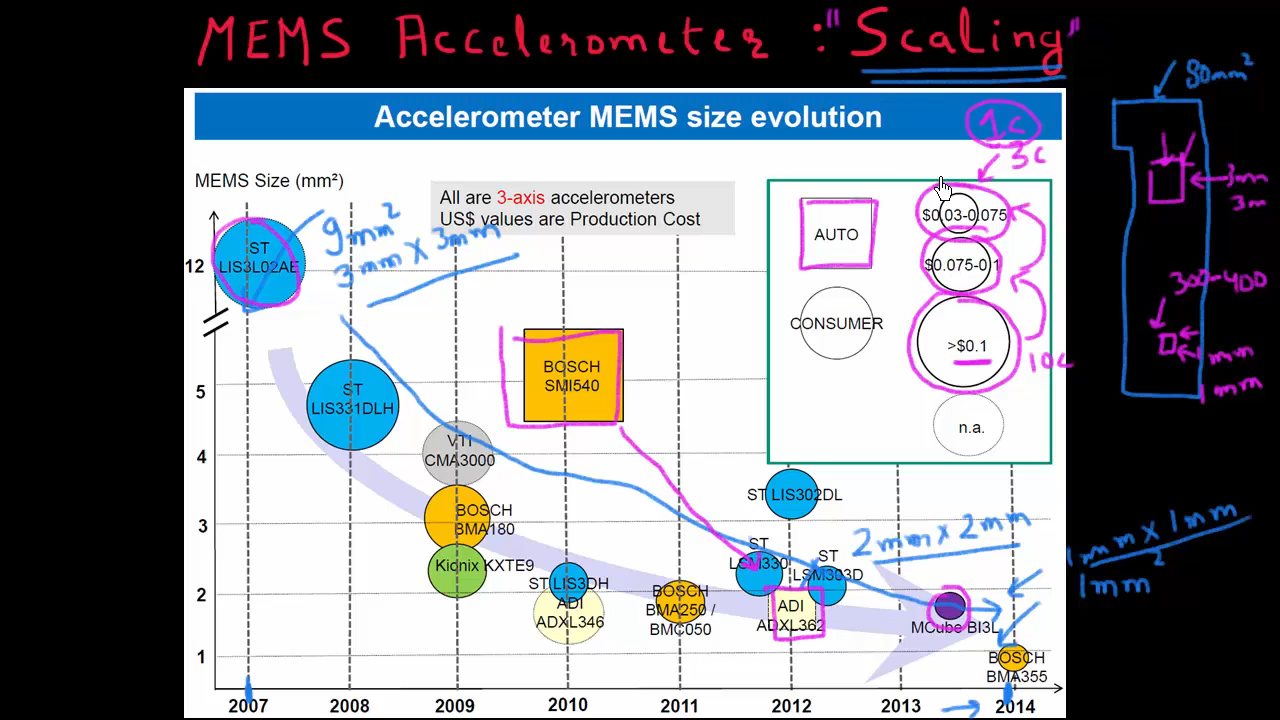 MEMS Accelerometer : "Scaling"
Accelerometer MEMS size evolution
1c
3c
80mm²
MEMS Size (mm²)
All are 3-axis accelerometers
US$ values are Production Cost
AUTO
CONSUMER
$0.03-0.075
$0.075-0.1
>$0.1
10c
n.a.
3mm
3m
300-400
1mm
1mm
ST
LIS3L02AE
9mm²
3mm x 3mm
12
5
4
3
2
1
ST
LIS331DLH
BOSCH
SMI540
VTI
CMA3000
BOSCH
BMA180
Kionix KXTE9
ST LIS3DH
ADI
ADXL346
BOSCH
BMA250 /
BMC050
ST LIS302DL
ST
LSM330
ST
LSM303D
ADI
ADXL362
2mm x 2mm
MCube BI3L
BOSCH
BMA355
1mm x 1mm
1mm²
2007 2008 2009 2010 2011 2012 2013 2014